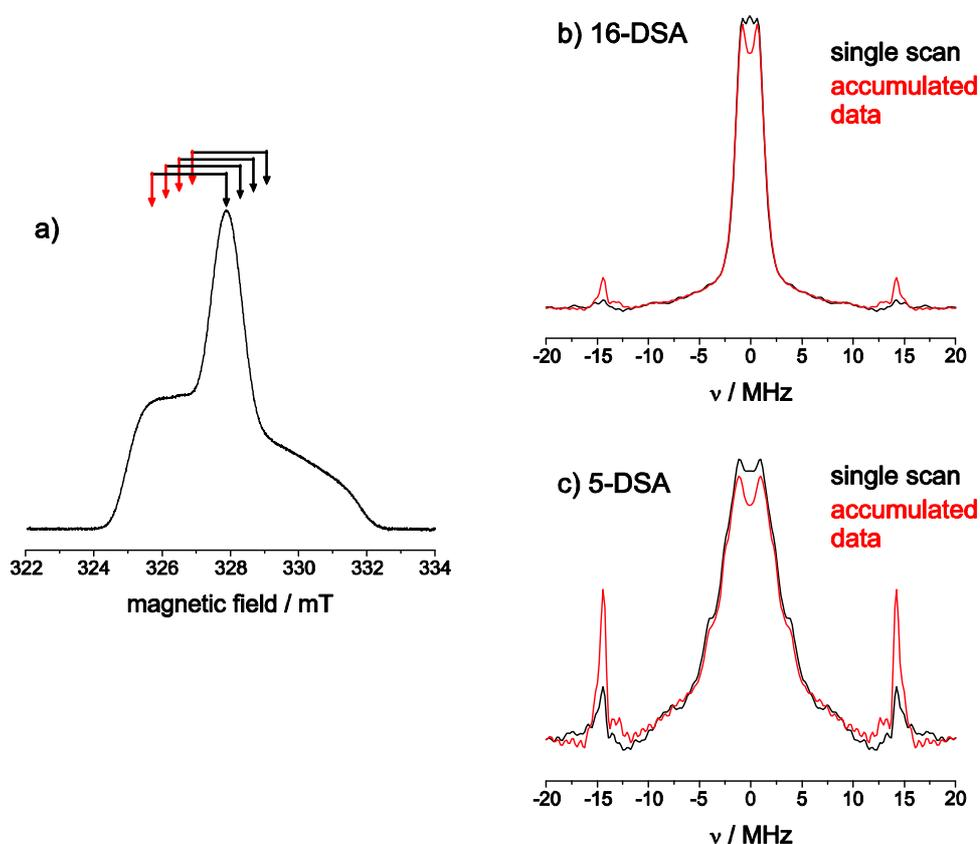 a)
322 324 326 328 330 332 334
magnetic field / mT
b) 16-DSA
single scan
accumulated
data
-20 -15 -10 -5 0 5 10 15 20
ν / MHz
c) 5-DSA
single scan
accumulated
data
-20 -15 -10 -5 0 5 10 15 20
ν / MHz